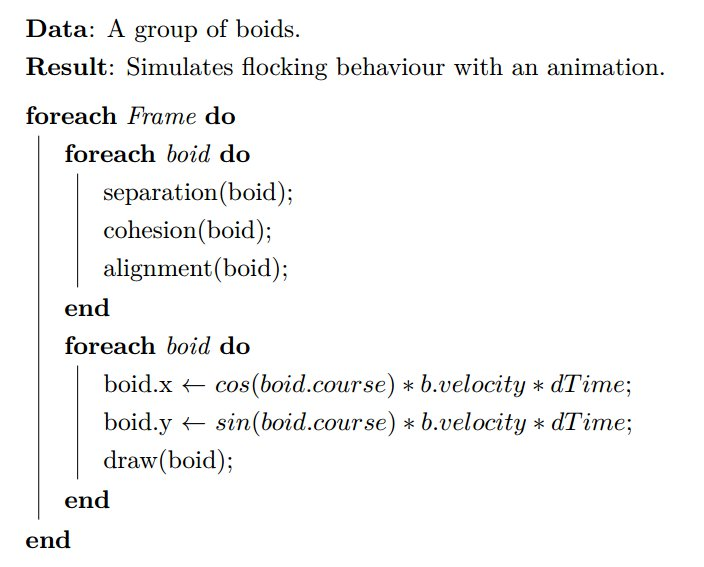 Data: A group of boids.
Result: Simulates flocking behaviour with an animation.
foreach Frame do
foreach boid do
separation(boid);
cohesion(boid);
alignment(boid);
end
foreach boid do
boid.x ← cos(boid.course) ∗ b.velocity ∗ dTime;
boid.y ← sin(boid.course) ∗ b.velocity ∗ dTime;
draw(boid);
end
end